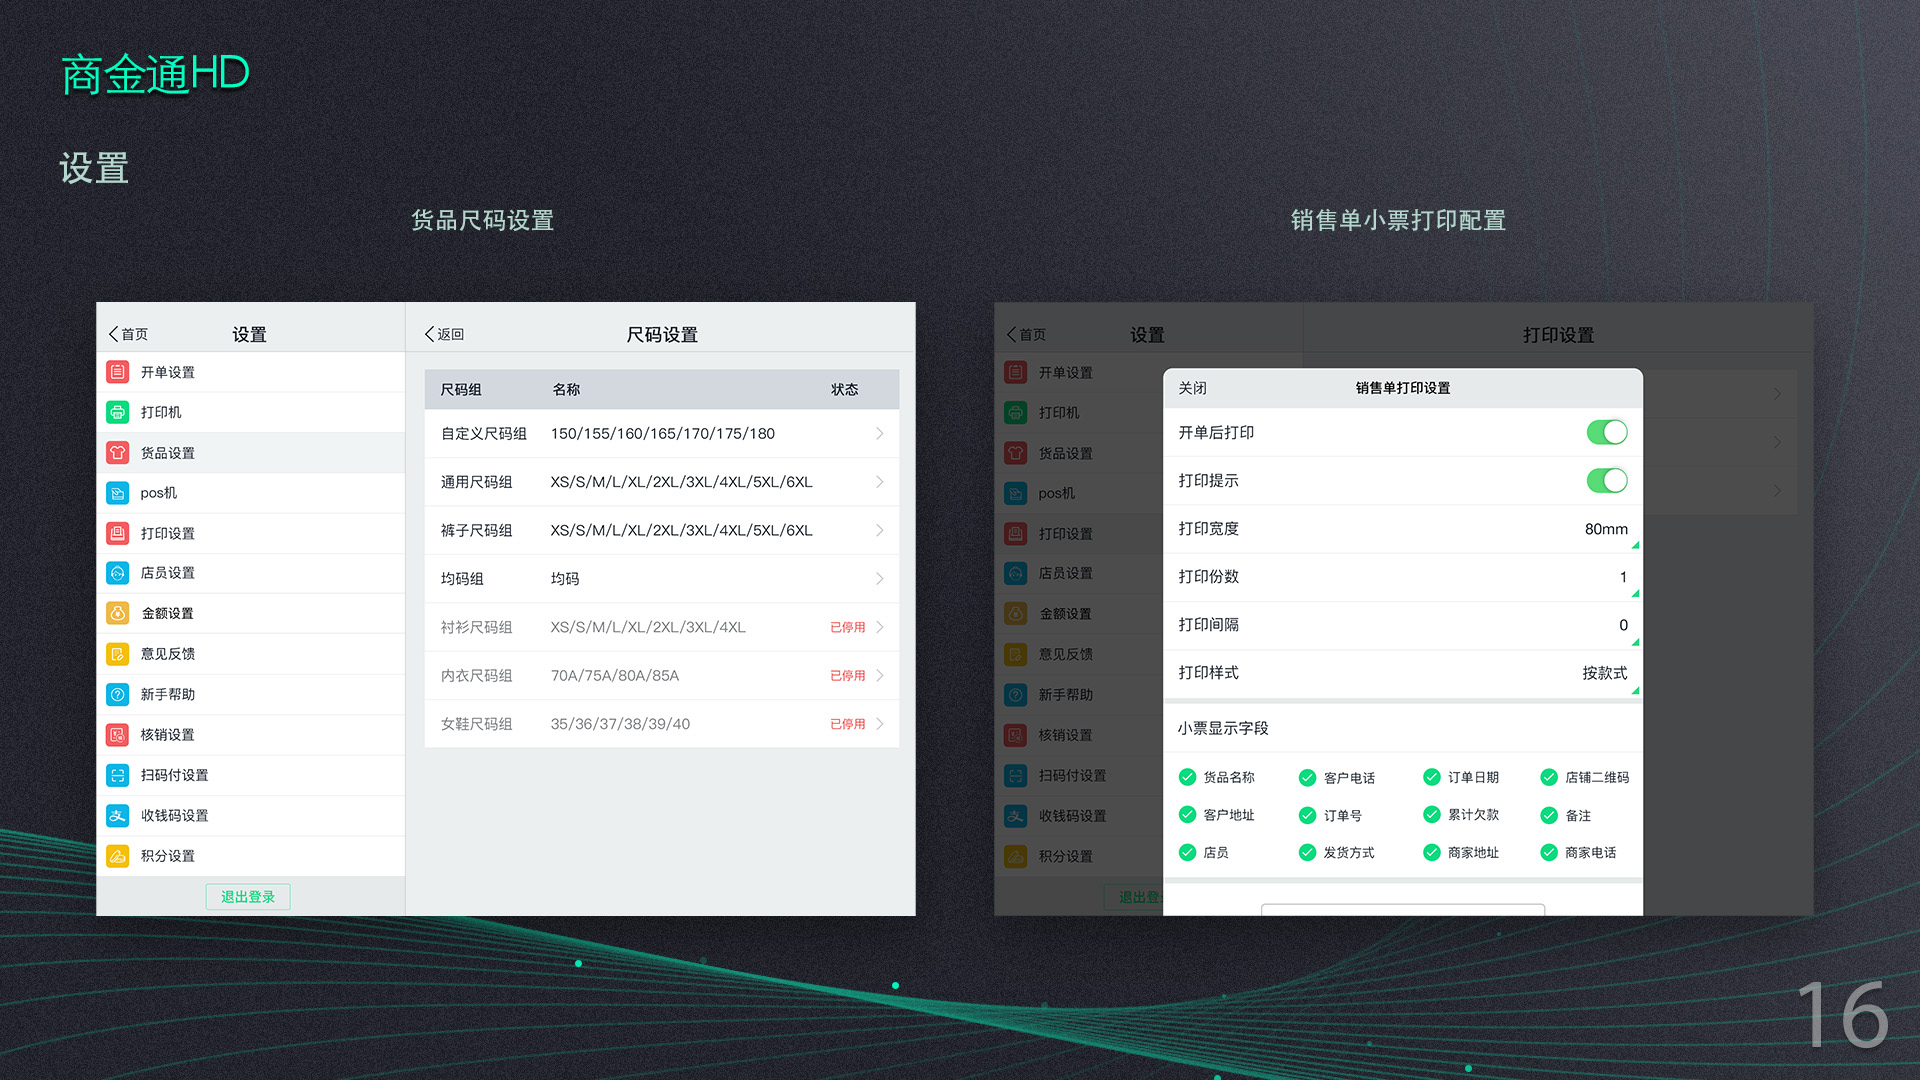 商金通HD
设置
货品尺码设置
销售单小票打印配置
首页 设置
开单设置
打印机
货品设置
pos机
打印设置
店员设置
金额设置
意见反馈
新手帮助
核销设置
扫码付设置
收钱码设置
积分设置
退出登录
返回 尺码设置
尺码组 名称 状态
自定义尺码组 150/155/160/165/170/175/180
通用尺码组 XS/S/M/L/XL/2XL/3XL/4XL/5XL/6XL
裤子尺码组 XS/S/M/L/XL/2XL/3XL/4XL/5XL/6XL
均码组 均码
衬衫尺码组 XS/S/M/L/XL/2XL/3XL/4XL 已停用
内衣尺码组 70A/75A/80A/85A 已停用
女鞋尺码组 35/36/37/38/39/40 已停用
首页 设置
开单设置
打印机
货品设置
pos机
打印设置
店员设置
金额设置
意见反馈
新手帮助
核销设置
扫码付设置
收钱码设置
积分设置
退出登
打印设置
关闭 销售单打印设置
开单后打印
打印提示
打印宽度 80mm
打印份数 1
打印间隔 0
打印样式 按款式
小票显示字段
货品名称 客户电话 订单日期 店铺二维码
客户地址 订单号 累计欠款 备注
店员 发货方式 商家地址 商家电话
16